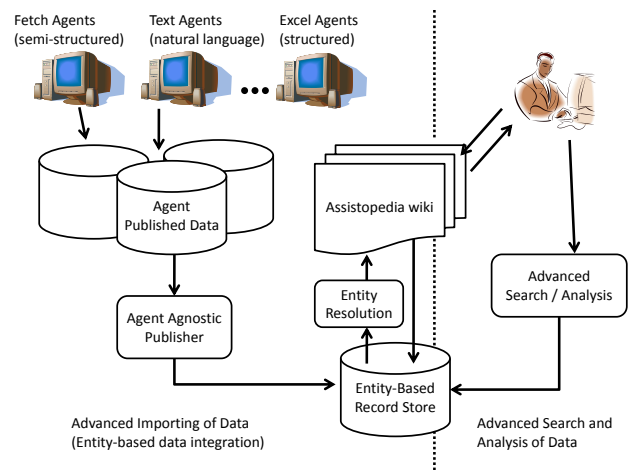 Fetch Agents
(semi-structured)
Text Agents
(natural language)
Excel Agents
(structured)
Agent
Published Data
Assistopedia wiki
Agent Agnostic
Publisher
Entity
Resolution
Advanced
Search / Analysis
Entity-Based
Record Store
Advanced Importing of Data
(Entity-based data integration)
Advanced Search and
Analysis of Data